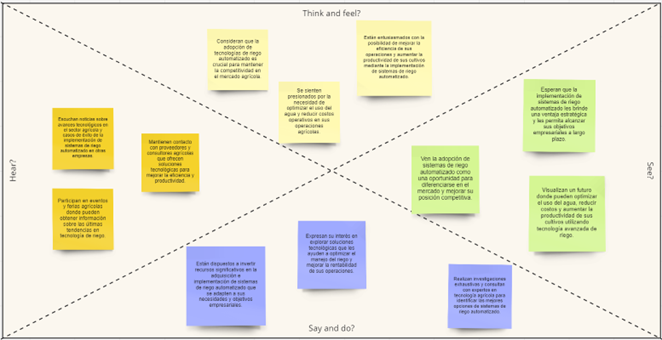 Think and feel?
Consideran que la
adopción de
tecnologías de riego
automatizado es
crucial para mantener
la competitividad en
el mercado agrícola
Están entusiasmados con la
posibilidad de mejorar la
eficiencia de sus
operaciones y aumentar la
productividad de sus cultivos
mediante la implementación
de sistemas de riego
automatizado.
Se sienten
presionados por la
necesidad de
optimizar el uso del
agua y reducir costos
operativos en sus
operaciones
agrícolas.
Hear?
Escuchan noticias sobre
avances tecnológicos en
el sector agrícola y
casos de éxito de la
implementación de
sistemas de riego
automatizado en otras
empresas.
Mantienen contacto
con proveedores y
consultores agrícolas
que ofrecen
soluciones
tecnológicas para
mejorar la eficiencia y
productividad.
Participan en eventos
y ferias agrícolas
donde pueden
obtener información
sobre las últimas
tendencias en
tecnología de riego.
See?
Esperan que la
implementación de
sistemas de riego
automatizado les brinde
una ventaja estratégica
y les permita alcanzar
sus objetivos
empresariales a largo
plazo.
Ven la adopción de
sistemas de riego
automatizado como
una oportunidad para
diferenciarse en el
mercado y mejorar su
posición competitiva.
Visualizan un futuro
donde pueden optimizar
el uso del agua, reducir
costos y aumentar la
productividad de sus
cultivos utilizando
tecnología avanzada de
riego.
Están dispuestos a invertir
recursos significativos en la
adquisición e
implementación de sistemas
de riego automatizado que
se adapten a sus
necesidades y objetivos
empresariales.
Expresan su interés en
explorar soluciones
tecnológicas que les
ayuden a optimizar el
manejo del riego y
mejorar la rentabilidad
de sus operaciones.
Realizan investigaciones
exhaustivas y consultas
con expertos en
tecnología agrícola para
identificar las mejores
opciones de sistemas de
riego automatizado.
Say and do?